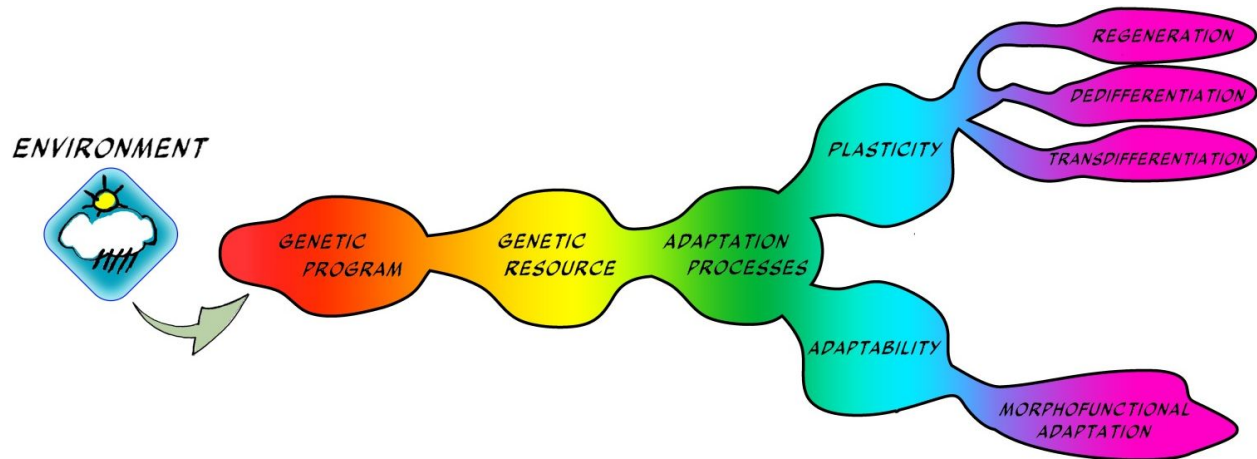 ENVIRONMENT
GENETIC
PROGRAM
GENETIC
RESOURCE
ADAPTATION
PROCESSES
PLASTICITY
REGENERATION
DEDIFFERENTIATION
TRANSDIFFERENTIATION
ADAPTABILITY
MORPHOFUNCTIONAL
ADAPTATION